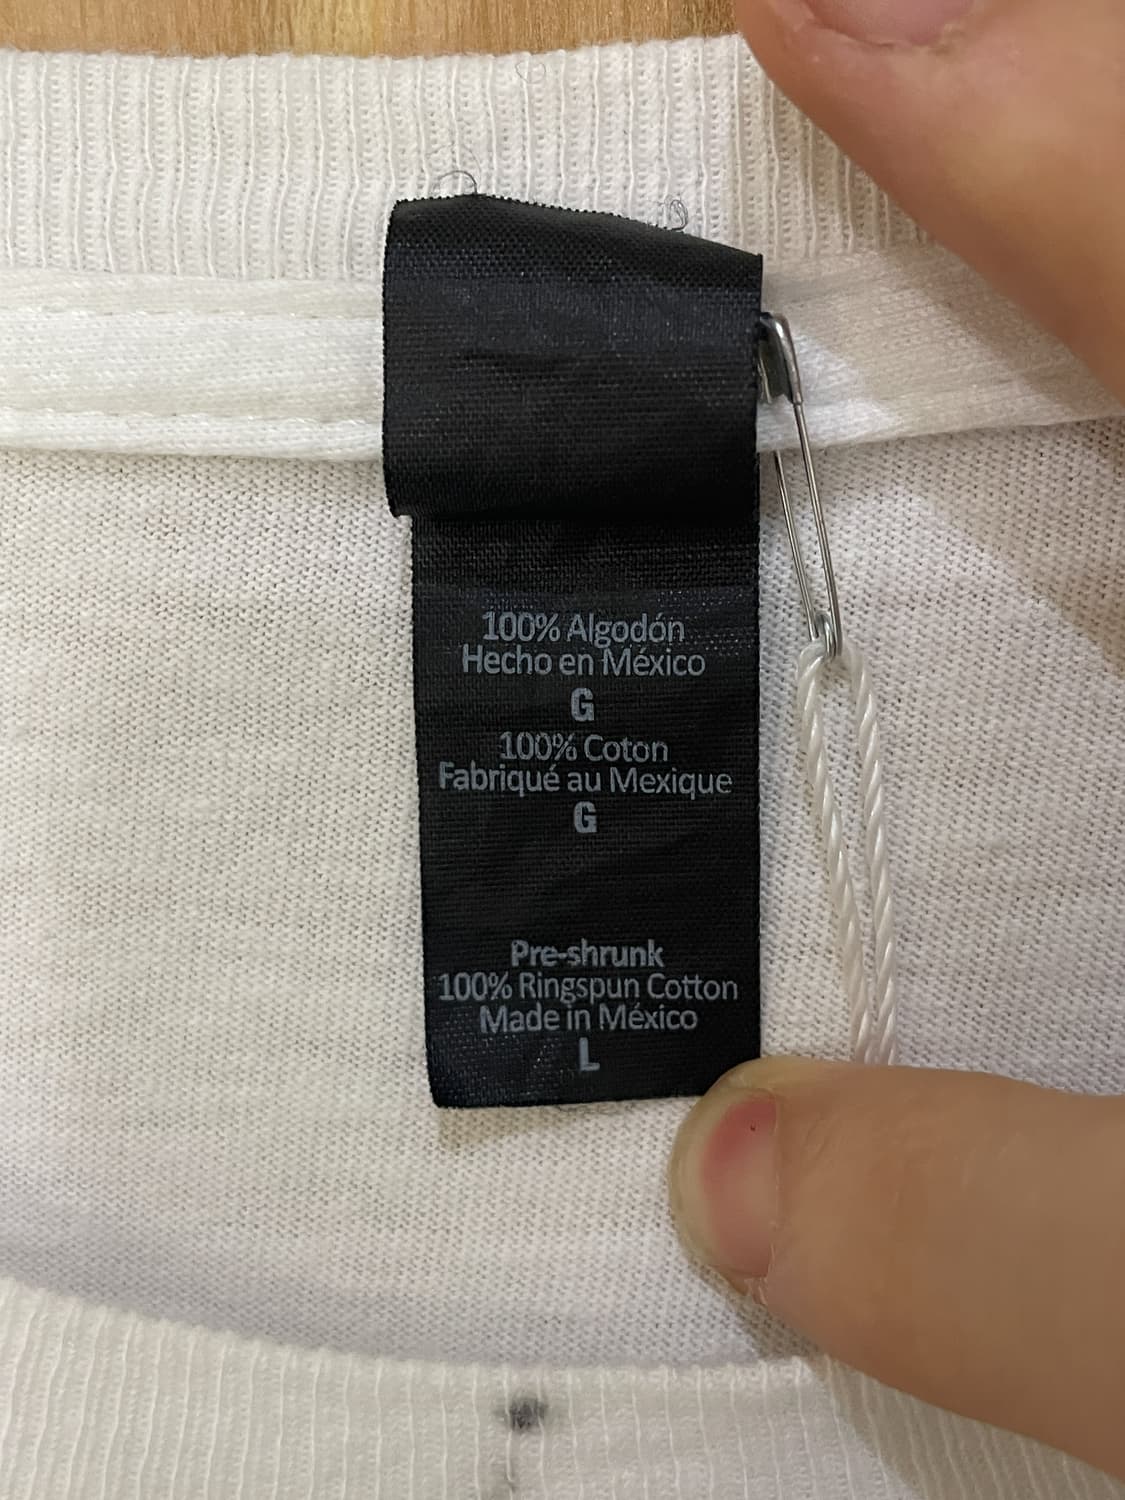 100% Algodón
Hecho en México
G
100% Coton
Fabriqué au Mexique
G
Pre-shrunk
100% Ringspun Cotton
Made in México
L